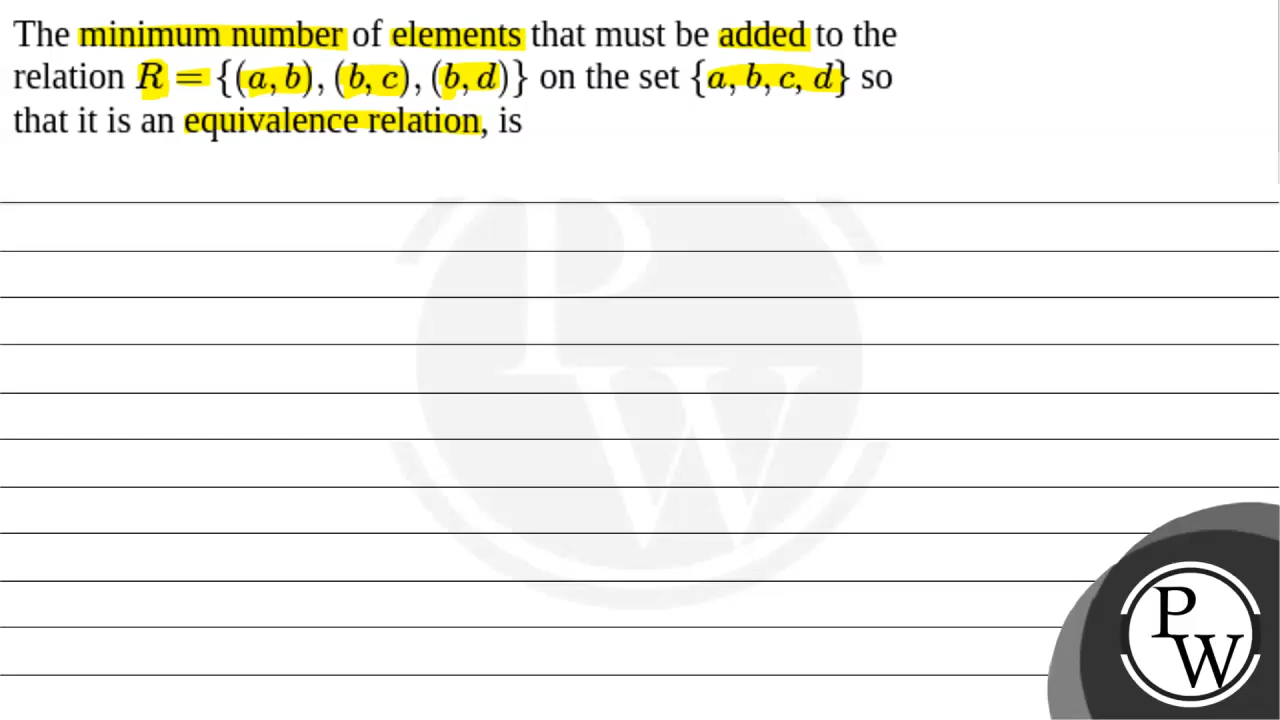 The minimum number of elements that must be added to the
relation R = {(a, b), (b, c), (b, d)} on the set {a, b, c, d} so
that it is an equivalence relation, is
P
W
P
W